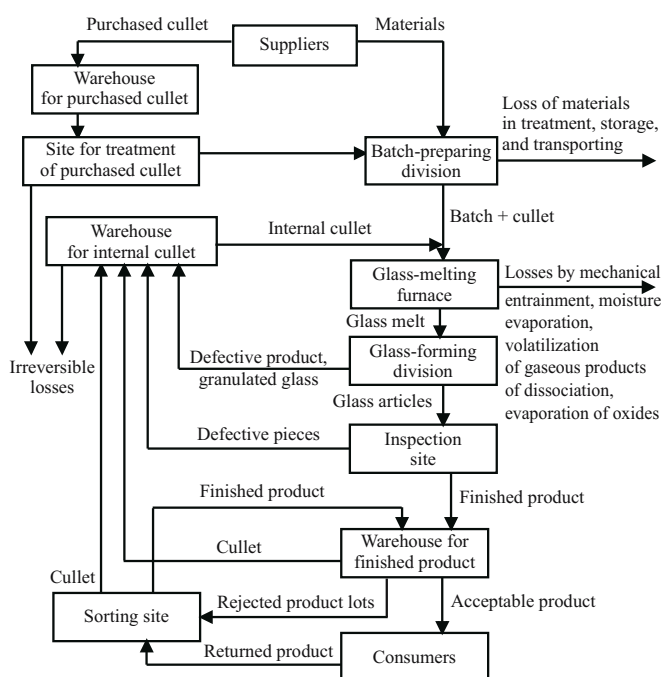 Purchased cullet
Suppliers
Materials
Warehouse
for purchased cullet
Loss of materials
in treatment, storage,
and transporting
Site for treatment
of purchased cullet
Batch-preparing
division
Batch + cullet
Warehouse
for internal cullet
Internal cullet
Glass-melting
furnace
Losses by mechanical
entrainment, moisture
evaporation,
volatilization
of gaseous products
of dissociation,
evaporation of oxides
Glass melt
Irreversible
losses
Defective product,
granulated glass
Glass-forming
division
Glass articles
Defective pieces
Inspection
site
Finished product
Finished product
Cullet
Warehouse for
finished product
Cullet
Sorting site
Rejected product lots
Acceptable product
Returned product
Consumers